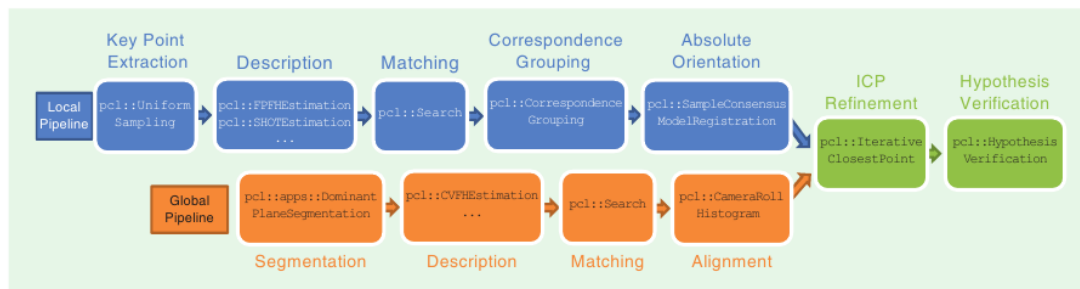 Key Point
Extraction
Description
Matching
Correspondence
Grouping
Absolute
Orientation
ICP
Refinement
Hypothesis
Verification
Local
Pipeline
pcl::Uniform
Sampling
pcl::FPFHEstimation
pcl::SHOTEstimation
...
pcl::Search
pcl::Correspondence
Grouping
pcl::SampleConsensus
ModelRegistration
pcl::Iterative
ClosestPoint
pcl::Hypothesis
Verification
Global
Pipeline
pcl::apps::Dominant
PlaneSegmentation
pcl::CVFHEstimation
...
pcl::Search
pcl::CameraRoll
Histogram
Segmentation
Description
Matching
Alignment